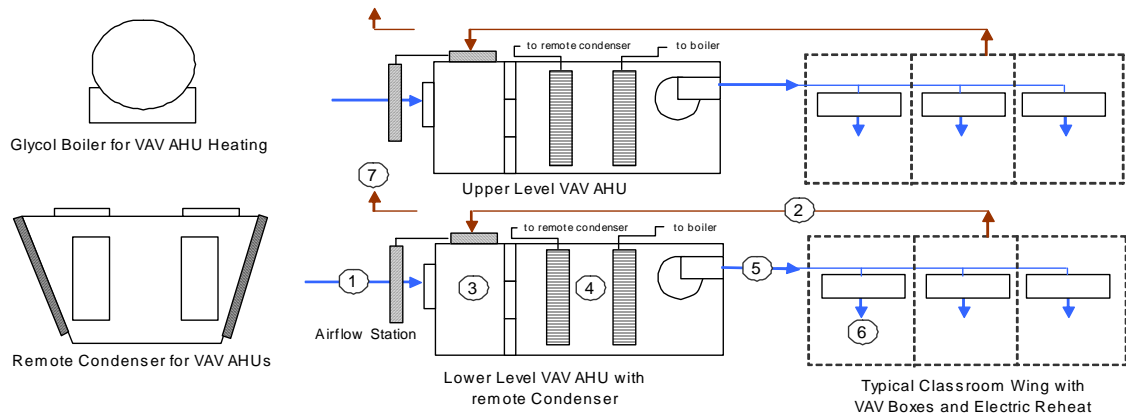 to remote condenser
to boiler
Glycol Boiler for VAV AHU Heating
7
Upper Level VAV AHU
2
to remote condenser
to boiler
1
3
4
5
Airflow Station
6
Remote Condenser for VAV AHUs
Lower Level VAV AHU with
remote Condenser
Typical Classroom Wing with
VAV Boxes and Electric Reheat